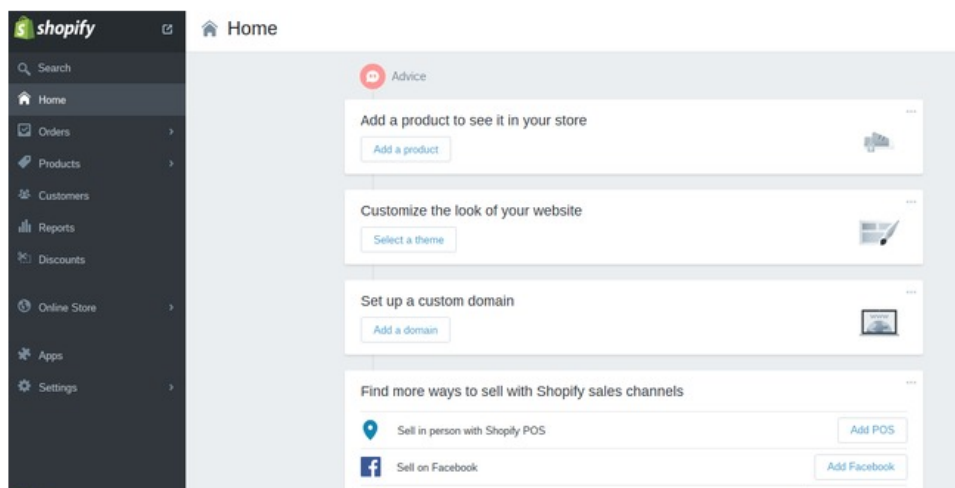 shopify
Home
Search
Home
Orders
Products
Customers
Reports
Discounts
Online Store
Apps
Settings
Advice
Add a product to see it in your store
Add a product
Customize the look of your website
Select a theme
Set up a custom domain
Add a domain
www
Find more ways to sell with Shopify sales channels
Sell in person with Shopify POS
Add POS
Sell on Facebook
Add Facebook